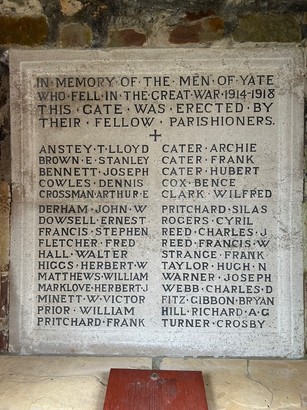 IN·MEMORY·OF·THE·MEN·OF·YATE
WHO·FELL·IN·THE·GREAT·WAR·1914-1918
THIS·GATE·WAS·ERECTED·BY
THEIR·FELLOW·PARISHIONERS.
ANSTEY·T·LLOYD
BROWN·E·STANLEY
BENNETT·JOSEPH
COWLES·DENNIS
CROSSMAN·ARTHUR·E
DERHAM·JOHN·W
DOWSELL·ERNEST
FRANCIS·STEPHEN
FLETCHER·FRED
HALL·WALTER
HIGGS·HERBERT·W
MATTHEWS·WILLIAM
MARKLOVE·HERBERT·J
MINETT·W·VICTOR
PRIOR·WILLIAM
PRITCHARD·FRANK
CATER·ARCHIE
CATER·FRANK
CATER·HUBERT
COX·BENCE
CLARK·WILFRED
PRITCHARD·SILAS
ROGERS·CYRIL
REED·CHARLES·J
REED·FRANCIS·W
STRANGE·FRANK
TAYLOR·HUGH·N
WARNER·JOSEPH
WEBB·CHARLES·D
FITZ·GIBBON·BRYAN
HILL·RICHARD·A·G
TURNER·CROSBY